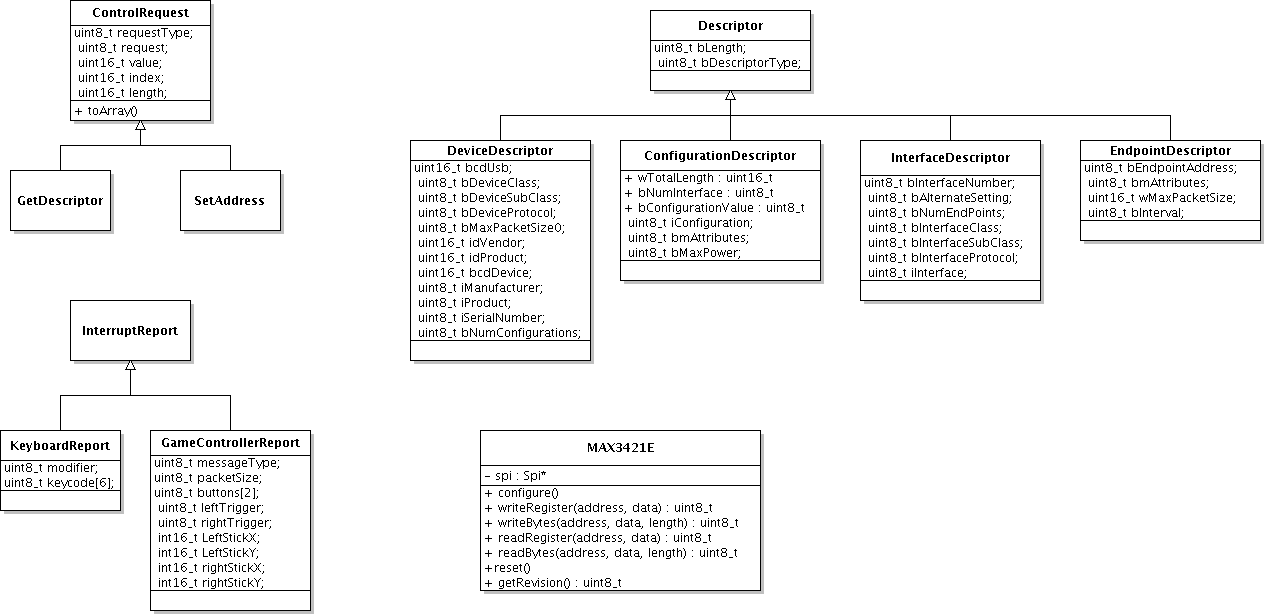 ControlRequest
uint8_t requestType;
uint8_t request;
uint16_t value;
uint16_t index;
uint16_t length;
+ toArray()
GetDescriptor
SetAddress
Descriptor
uint8_t bLength;
uint8_t bDescriptorType;
DeviceDescriptor
uint16_t bcdUsb;
uint8_t bDeviceClass;
uint8_t bDeviceSubClass;
uint8_t bDeviceProtocol;
uint8_t bMaxPacketSize0;
uint16_t idVendor;
uint16_t idProduct;
uint16_t bcdDevice;
uint8_t iManufacturer;
uint8_t iProduct;
uint8_t iSerialNumber;
uint8_t bNumConfigurations;
ConfigurationDescriptor
+ wTotalLength : uint16_t
+ bNumInterface : uint8_t
+ bConfigurationValue : uint8_t
uint8_t iConfiguration;
uint8_t bmAttributes;
uint8_t bMaxPower;
InterfaceDescriptor
uint8_t bInterfaceNumber;
uint8_t bAlternateSetting;
uint8_t bNumEndPoints;
uint8_t bInterfaceClass;
uint8_t bInterfaceSubClass;
uint8_t bInterfaceProtocol;
uint8_t iInterface;
EndpointDescriptor
uint8_t bEndpointAddress;
uint8_t bmAttributes;
uint16_t wMaxPacketSize;
uint8_t bInterval;
InterruptReport
KeyboardReport
uint8_t modifier;
uint8_t keycode[6];
GameControllerReport
uint8_t messageType;
uint8_t packetSize;
uint8_t buttons[2];
uint8_t leftTrigger;
uint8_t rightTrigger;
int16_t LeftStickX;
int16_t LeftStickY;
int16_t rightStickX;
int16_t rightStickY;
MAX3421E
- spi : Spi*
+ configure()
+ writeRegister(address, data) : uint8_t
+ writeBytes(address, data, length) : uint8_t
+ readRegister(address, data) : uint8_t
+ readBytes(address, data, length) : uint8_t
+reset()
+ getRevision() : uint8_t